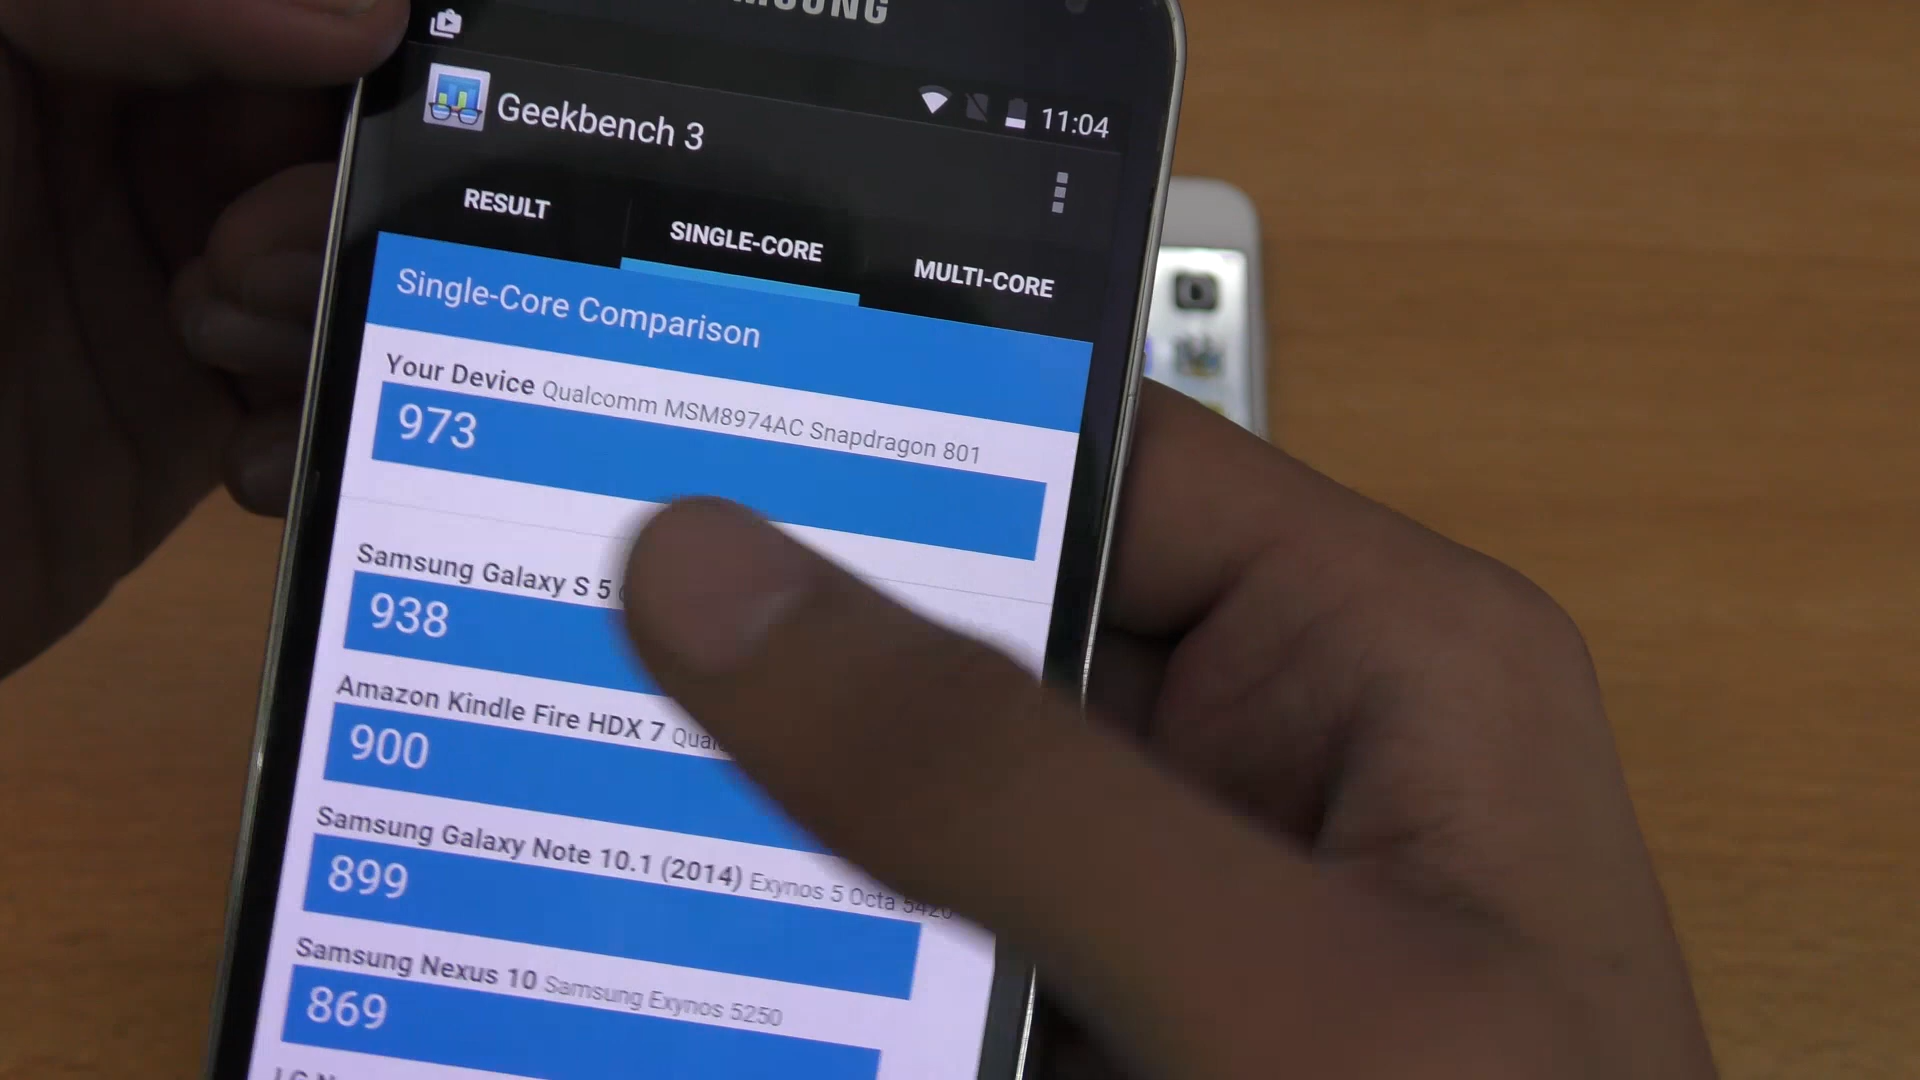 Geekbench 3
11:04
RESULT
SINGLE-CORE
MULTI-CORE
Single-Core Comparison
Your Device Qualcomm MSM8974AC Snapdragon 801
973
Samsung Galaxy S 5
938
Amazon Kindle Fire HDX 7
900
Samsung Galaxy Note 10.1 (2014) Exynos 5 Octa 5420
899
Samsung Nexus 10 Samsung Exynos 5250
869